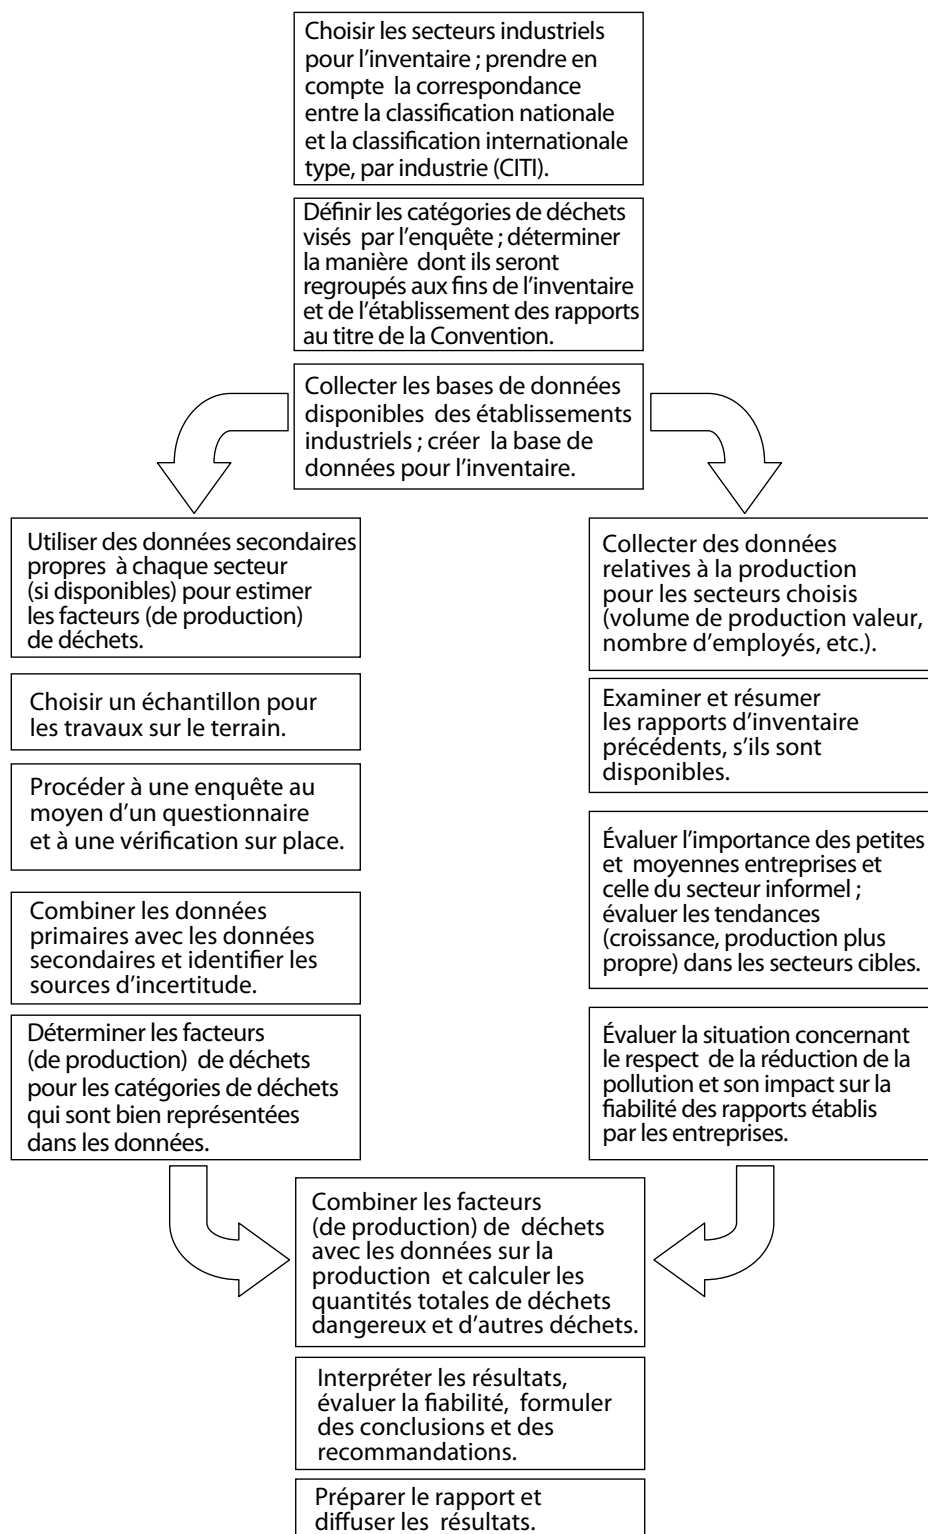 Choisir les secteurs industriels
pour l'inventaire ; prendre en
compte la correspondance
entre la classification nationale
et la classification internationale
type, par industrie (CITI).
Définir les catégories de déchets
visés par l'enquête ; déterminer
la manière dont ils seront
regroupés aux fins de l'inventaire
et de l'établissement des rapports
au titre de la Convention.
Collecter les bases de données
disponibles des établissements
industriels ; créer la base de
données pour l'inventaire.
Utiliser des données secondaires
propres à chaque secteur
(si disponibles) pour estimer
les facteurs (de production)
de déchets.
Choisir un échantillon pour
les travaux sur le terrain.
Procéder à une enquête au
moyen d'un questionnaire
et à une vérification sur place.
Combiner les données
primaires avec les données
secondaires et identifier les
sources d'incertitude.
Déterminer les facteurs
(de production) de déchets
pour les catégories de déchets
qui sont bien représentées
dans les données.
Collecter des données
relatives à la production
pour les secteurs choisis
(volume de production valeur,
nombre d'employés, etc.).
Examiner et résumer
les rapports d'inventaire
précédents, s'ils sont
disponibles.
Évaluer l'importance des petites
et moyennes entreprises et
celle du secteur informel ;
évaluer les tendances
(croissance, production plus
propre) dans les secteurs cibles.
Évaluer la situation concernant
le respect de la réduction de la
pollution et son impact sur la
fiabilité des rapports établis
par les entreprises.
Combiner les facteurs
(de production) de déchets
avec les données sur la
production et calculer les
quantités totales de déchets
dangereux et d'autres déchets.
Interpréter les résultats,
évaluer la fiabilité, formuler
des conclusions et des
recommandations.
Préparer le rapport et
diffuser les résultats.